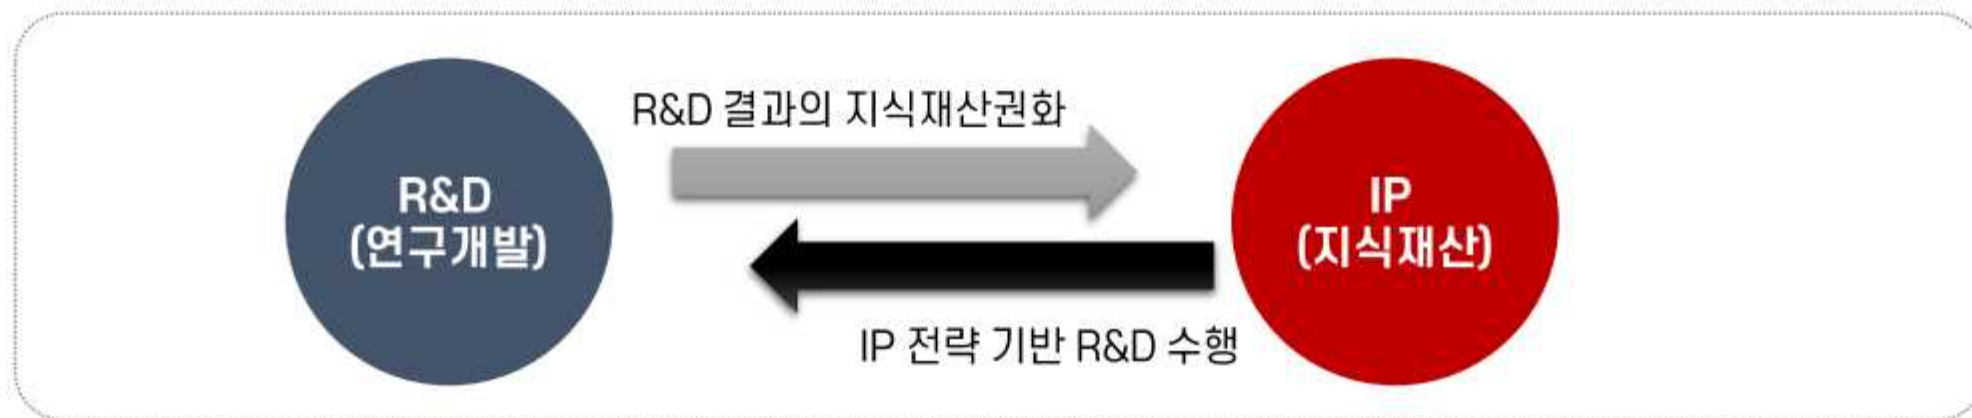 R&D 결과의 지식재산권화
R&D
(연구개발)
IP
(지식재산)
IP 전략 기반 R&D 수행